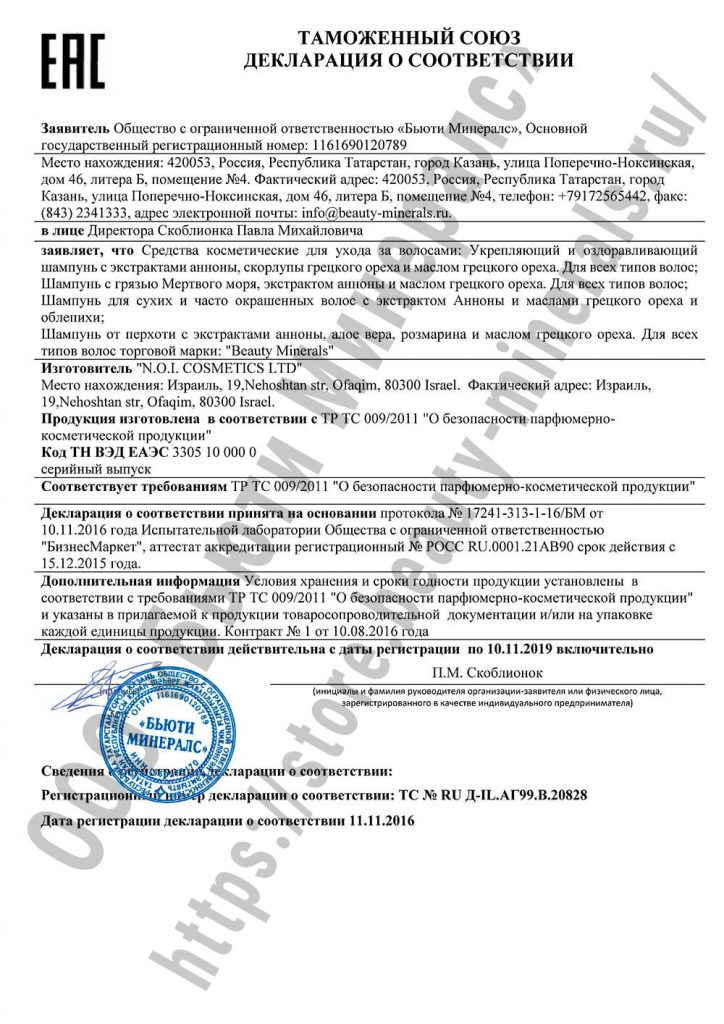 EAC
ТАМОЖЕННЫЙ СОЮЗ
ДЕКЛАРАЦИЯ О СООТВЕТСТВИИ
Заявитель Общество с ограниченной ответственностью «Бьюти Минералс», Основной
государственный регистрационный номер: 1161690120789
Место нахождения: 420053, Россия, Республика Татарстан, город Казань, улица Поперечно-Ноксинская,
дом 46, литера Б, помещение №4. Фактический адрес: 420053, Россия, Республика Татарстан, город
Казань, улица Поперечно-Ноксинская, дом 46, литера Б, помещение №4, телефон: +79172565442, факс:
(843) 2341333, адрес электронной почты: info@beauty-minerals.ru.
в лице Директора Скоблионка Павла Михайловича
заявляет, что Средства косметические для ухода за волосами: Укрепляющий и оздоравливающий
шампунь с экстрактами анноны, скорлупы грецкого ореха и маслом грецкого ореха. Для всех типов волос;
Шампунь с грязью Мертвого моря, экстрактом анноны и маслом грецкого ореха. Для всех типов волос;
Шампунь для сухих и часто окрашенных волос с экстрактом Анноны и маслами грецкого ореха и
облепихи;
Шампунь от перхоти с экстрактами анноны, алое вера, розмарина и маслом грецкого ореха. Для всех
типов волос торговой марки: "Beauty Minerals"
Изготовитель "N.O.I. COSMETICS LTD"
Место нахождения: Израиль, 19,Nehoshtan str, Ofaqim, 80300 Israel. Фактический адрес: Израиль,
19,Nehoshtan str, Ofaqim, 80300 Israel.
Продукция изготовлена в соответствии с ТР ТС 009/2011 "О безопасности парфюмерно-
косметической продукции"
Код ТН ВЭД ЕАЭС 3305 10 000 0
серийный выпуск
Соответствует требованиям ТР ТС 009/2011 "О безопасности парфюмерно-косметической продукции"
Декларация о соответствии принята на основании протокола № 17241-313-1-16/БМ от
10.11.2016 года Испытательной лаборатории Общества с ограниченной ответственностью
"БизнесМаркет", аттестат аккредитации регистрационный № РОСС RU.0001.21АВ90 срок действия с
15.12.2015 года.
Дополнительная информация Условия хранения и сроки годности продукции установлены в
соответствии с требованиями ТР ТС 009/2011 "О безопасности парфюмерно-косметической продукции"
и указаны в прилагаемой к продукции товаросопроводительной документации и/или на упаковке
каждой единицы продукции. Контракт № 1 от 10.08.2016 года
Декларация о соответствии действительна с даты регистрации по 10.11.2019 включительно
П.М. Скоблионок
(инициалы и фамилия руководителя организации-заявителя или физического лица,
зарегистрированного в качестве индивидуального предпринимателя)
ОГРН 1161690120789
«БЬЮТИ
МИНЕРАЛС»
Сведения о регистрации декларации о соответствии:
Регистрационный номер декларации о соответствии: ТС № RU Д-IL.АГ99.В.20828
Дата регистрации декларации о соответствии 11.11.2016
ООО «Бьюти Минералс»
https://store.beauty-minerals.ru/